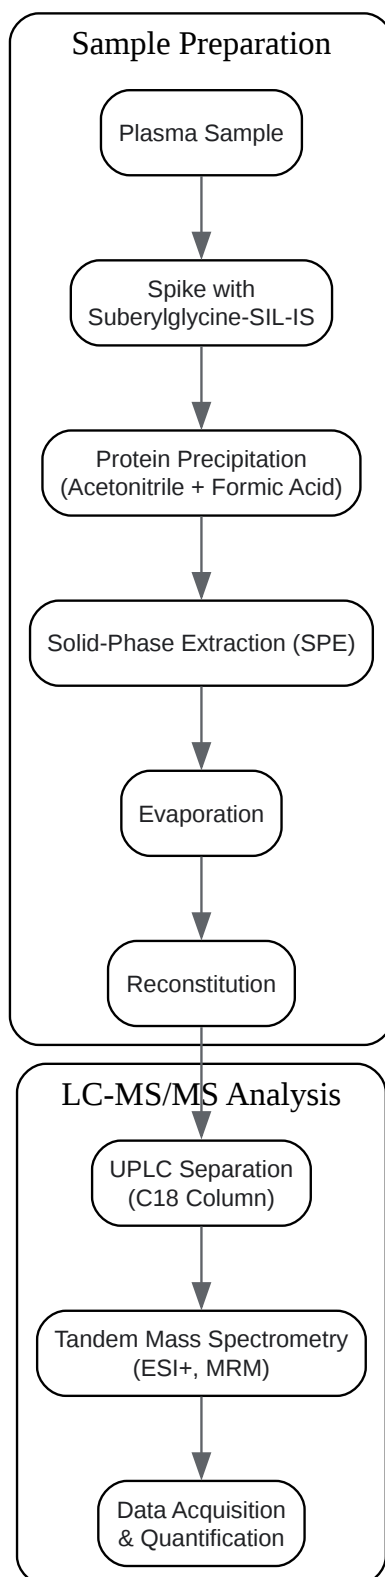 Sample Preparation
Plasma Sample
Spike with
Suberylglycine-SIL-IS
Protein Precipitation
(Acetonitrile + Formic Acid)
Solid-Phase Extraction (SPE)
Evaporation
Reconstitution
LC-MS/MS Analysis
UPLC Separation
(C18 Column)
Tandem Mass Spectrometry
(ESI+, MRM)
Data Acquisition
& Quantification